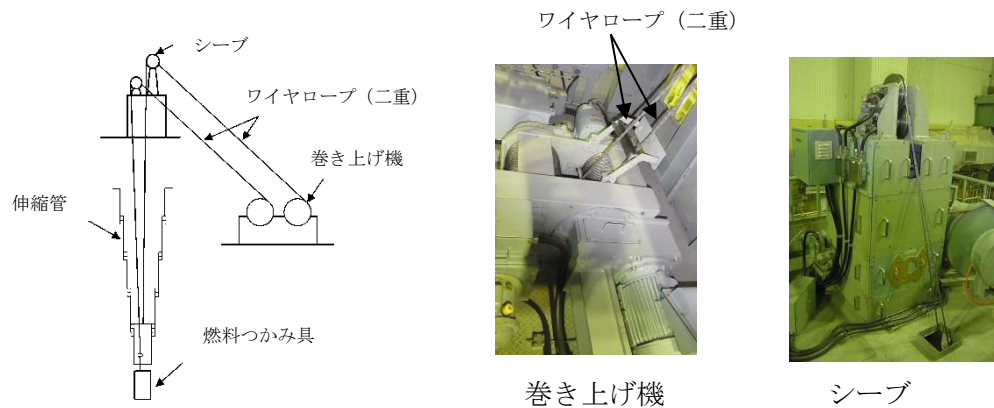 シーブ
ワイヤロープ（二重）
巻き上げ機
伸縮管
燃料つかみ具
ワイヤロープ（二重）
巻き上げ機
シーブ